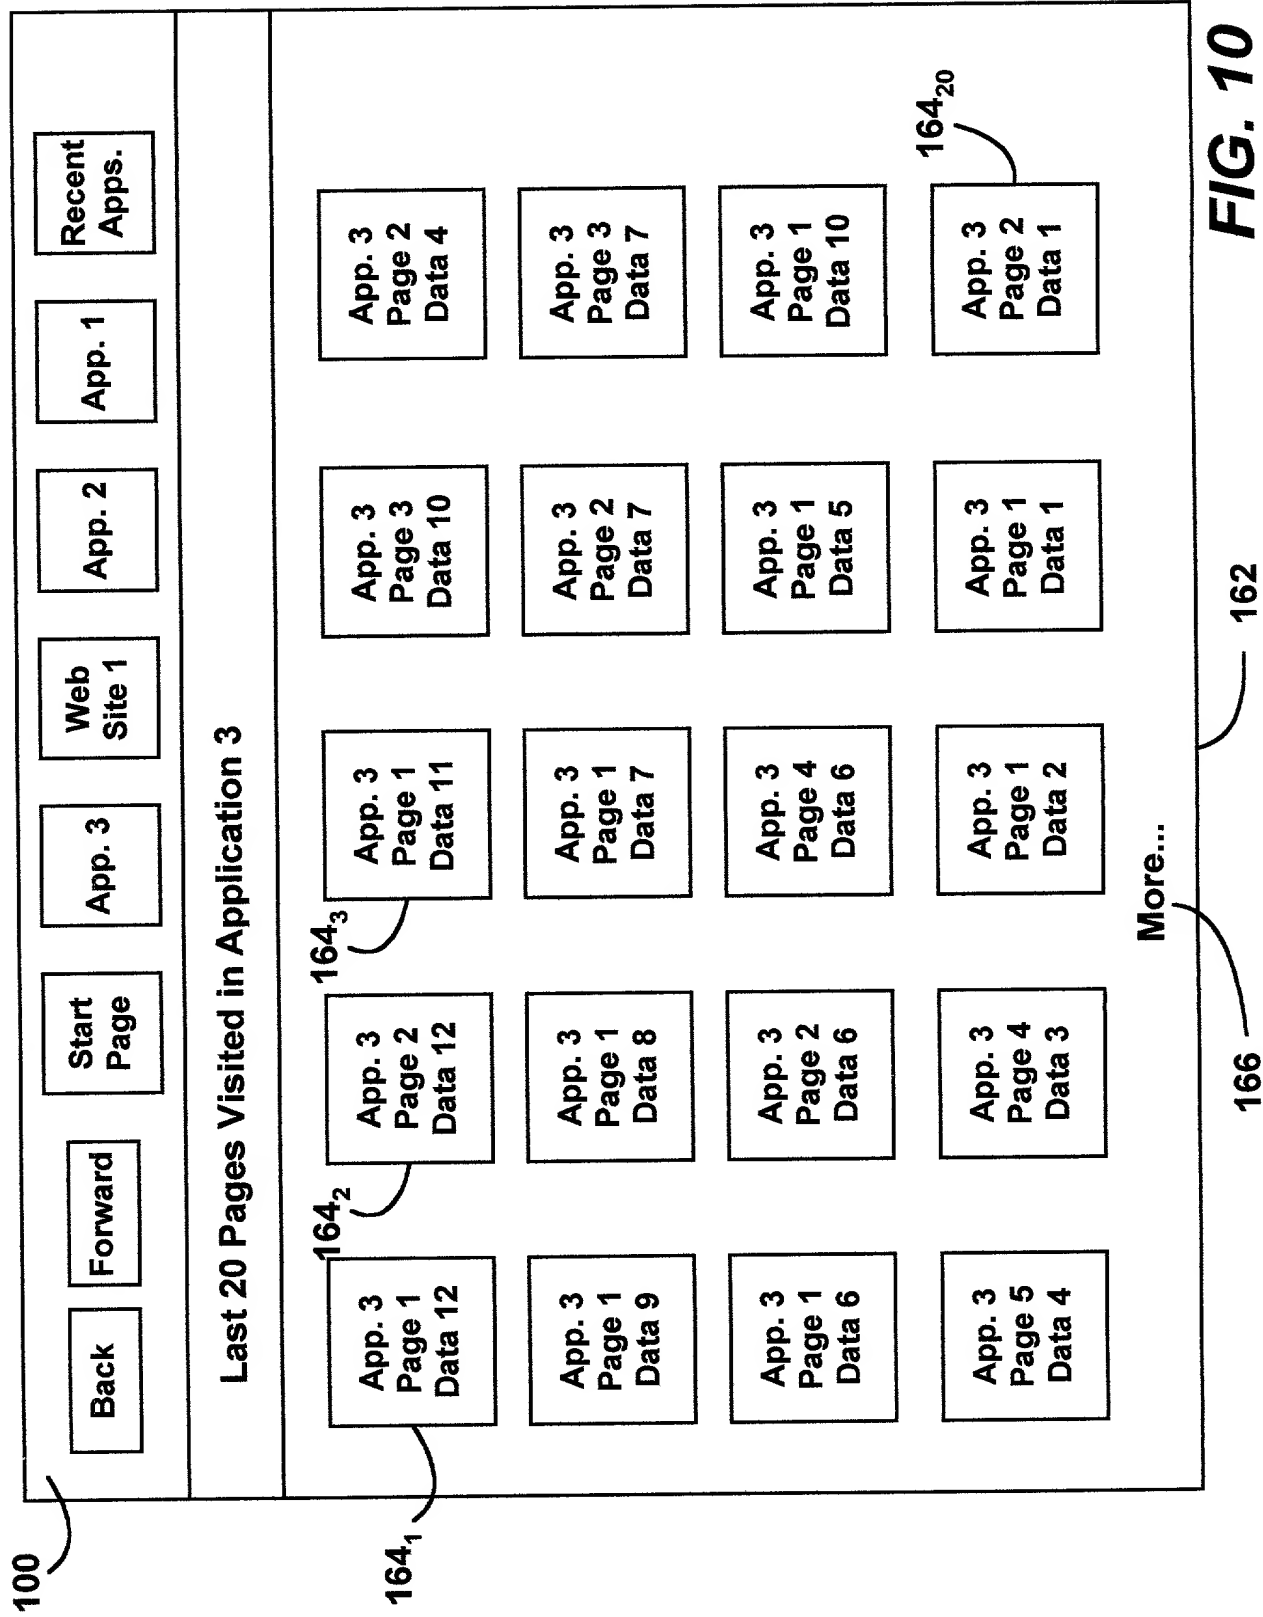 100
Back
Forward
Start
Page
App. 3
Web
Site 1
App. 2
App. 1
Recent
Apps.
Last 20 Pages Visited in Application 3
164₁
App. 3
Page 1
Data 12
164₂
App. 3
Page 2
Data 12
164₃
App. 3
Page 1
Data 11
App. 3
Page 3
Data 10
App. 3
Page 2
Data 4
App. 3
Page 1
Data 9
App. 3
Page 1
Data 8
App. 3
Page 1
Data 7
App. 3
Page 2
Data 7
App. 3
Page 3
Data 7
App. 3
Page 1
Data 6
App. 3
Page 2
Data 6
App. 3
Page 4
Data 6
App. 3
Page 1
Data 5
App. 3
Page 1
Data 10
App. 3
Page 5
Data 4
App. 3
Page 4
Data 3
App. 3
Page 1
Data 2
App. 3
Page 1
Data 1
App. 3
Page 2
Data 1
164₂₀
More...
166
162
FIG. 10